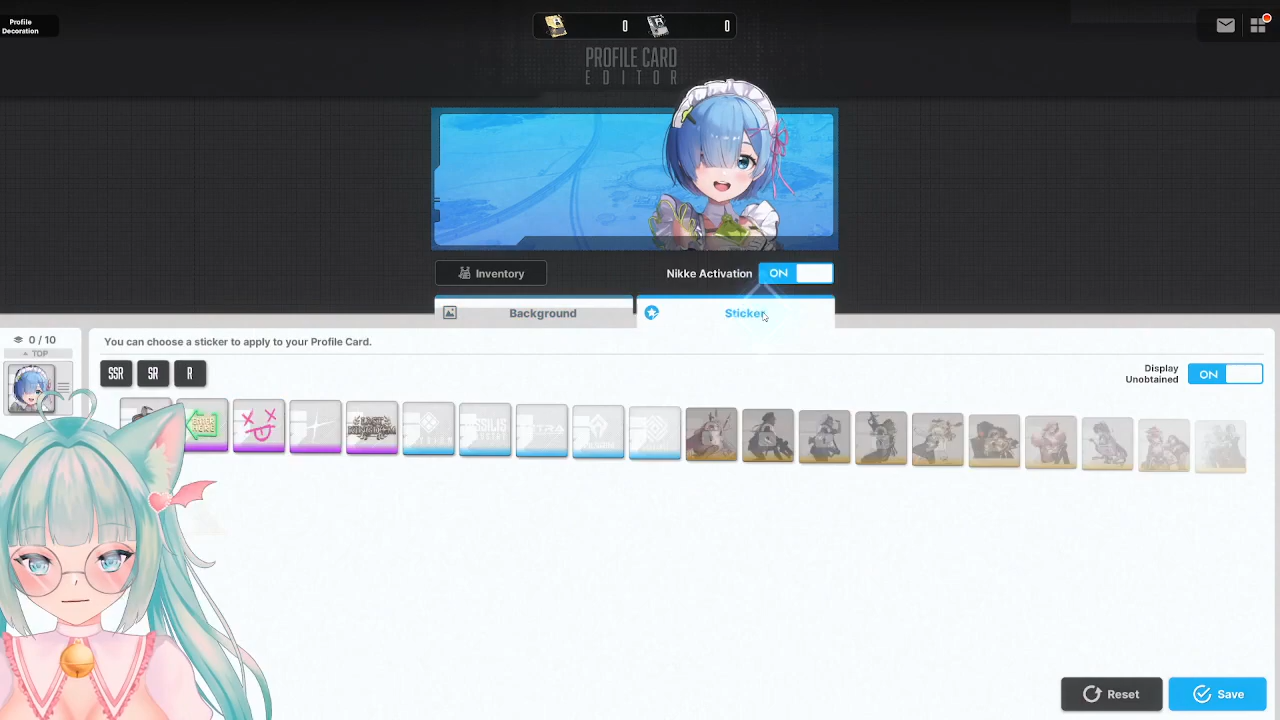 Profile
Decoration
0
0
PROFILE CARD
EDITOR
Inventory
Nikke Activation
ON
Background
Sticker
0 / 10
TOP
You can choose a sticker to apply to your Profile Card.
SSR
SR
R
Display
Unobtained
ON
Reset
Save